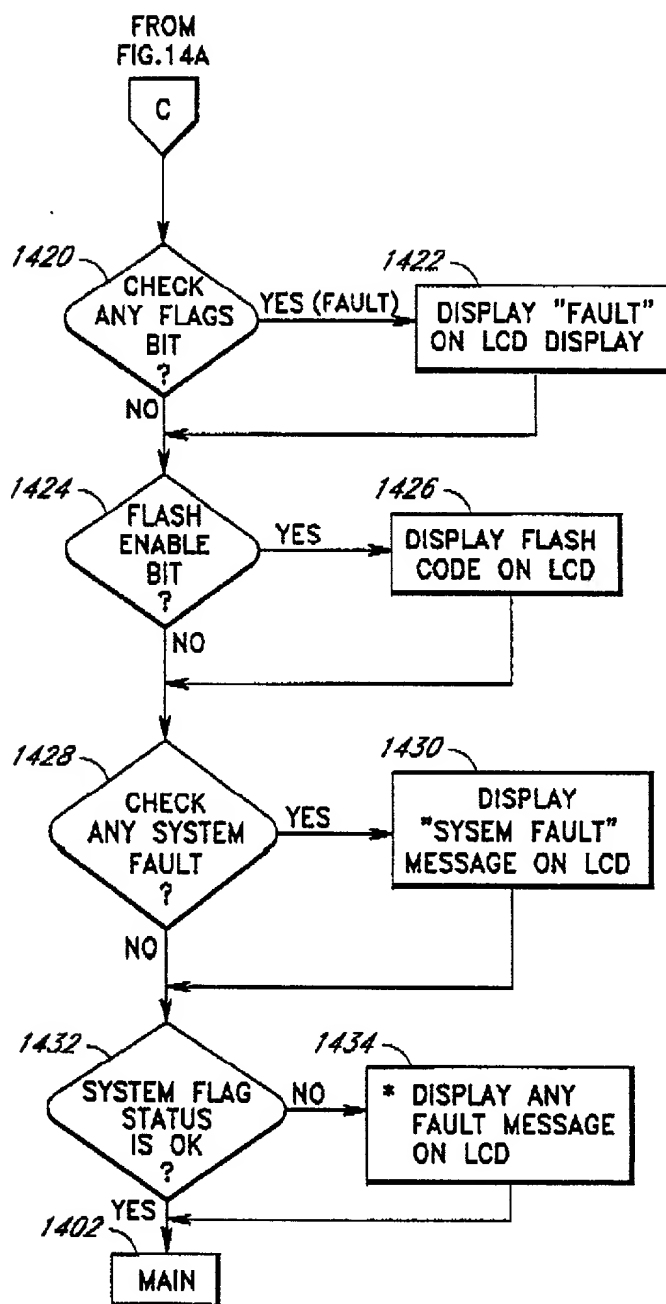 FROM
FIG.14A
C
1420
CHECK
ANY FLAGS
BIT
?
YES (FAULT)
1422
DISPLAY "FAULT"
ON LCD DISPLAY
NO
1424
FLASH
ENABLE
BIT
?
YES
1426
DISPLAY FLASH
CODE ON LCD
NO
1428
CHECK
ANY SYSTEM
FAULT
?
YES
1430
DISPLAY
"SYSEM FAULT"
MESSAGE ON LCD
NO
1432
SYSTEM FLAG
STATUS
IS OK
?
NO
1434
* DISPLAY ANY
FAULT MESSAGE
ON LCD
YES
1402
MAIN